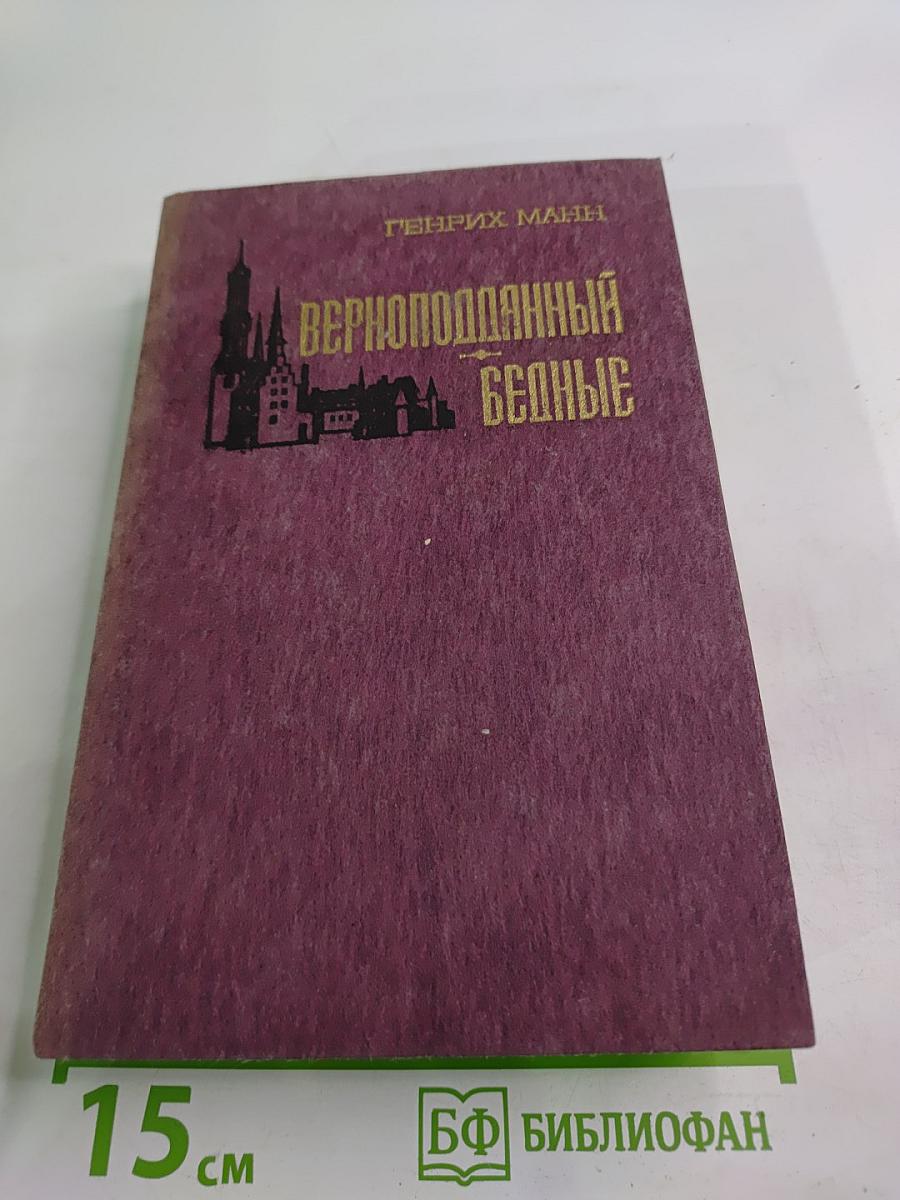 ГЕНРИХ МАНН
ВЕРНОПОДДАННЫЙ
БЕДНЫЕ
15 см
БФ БИБЛИОФАН